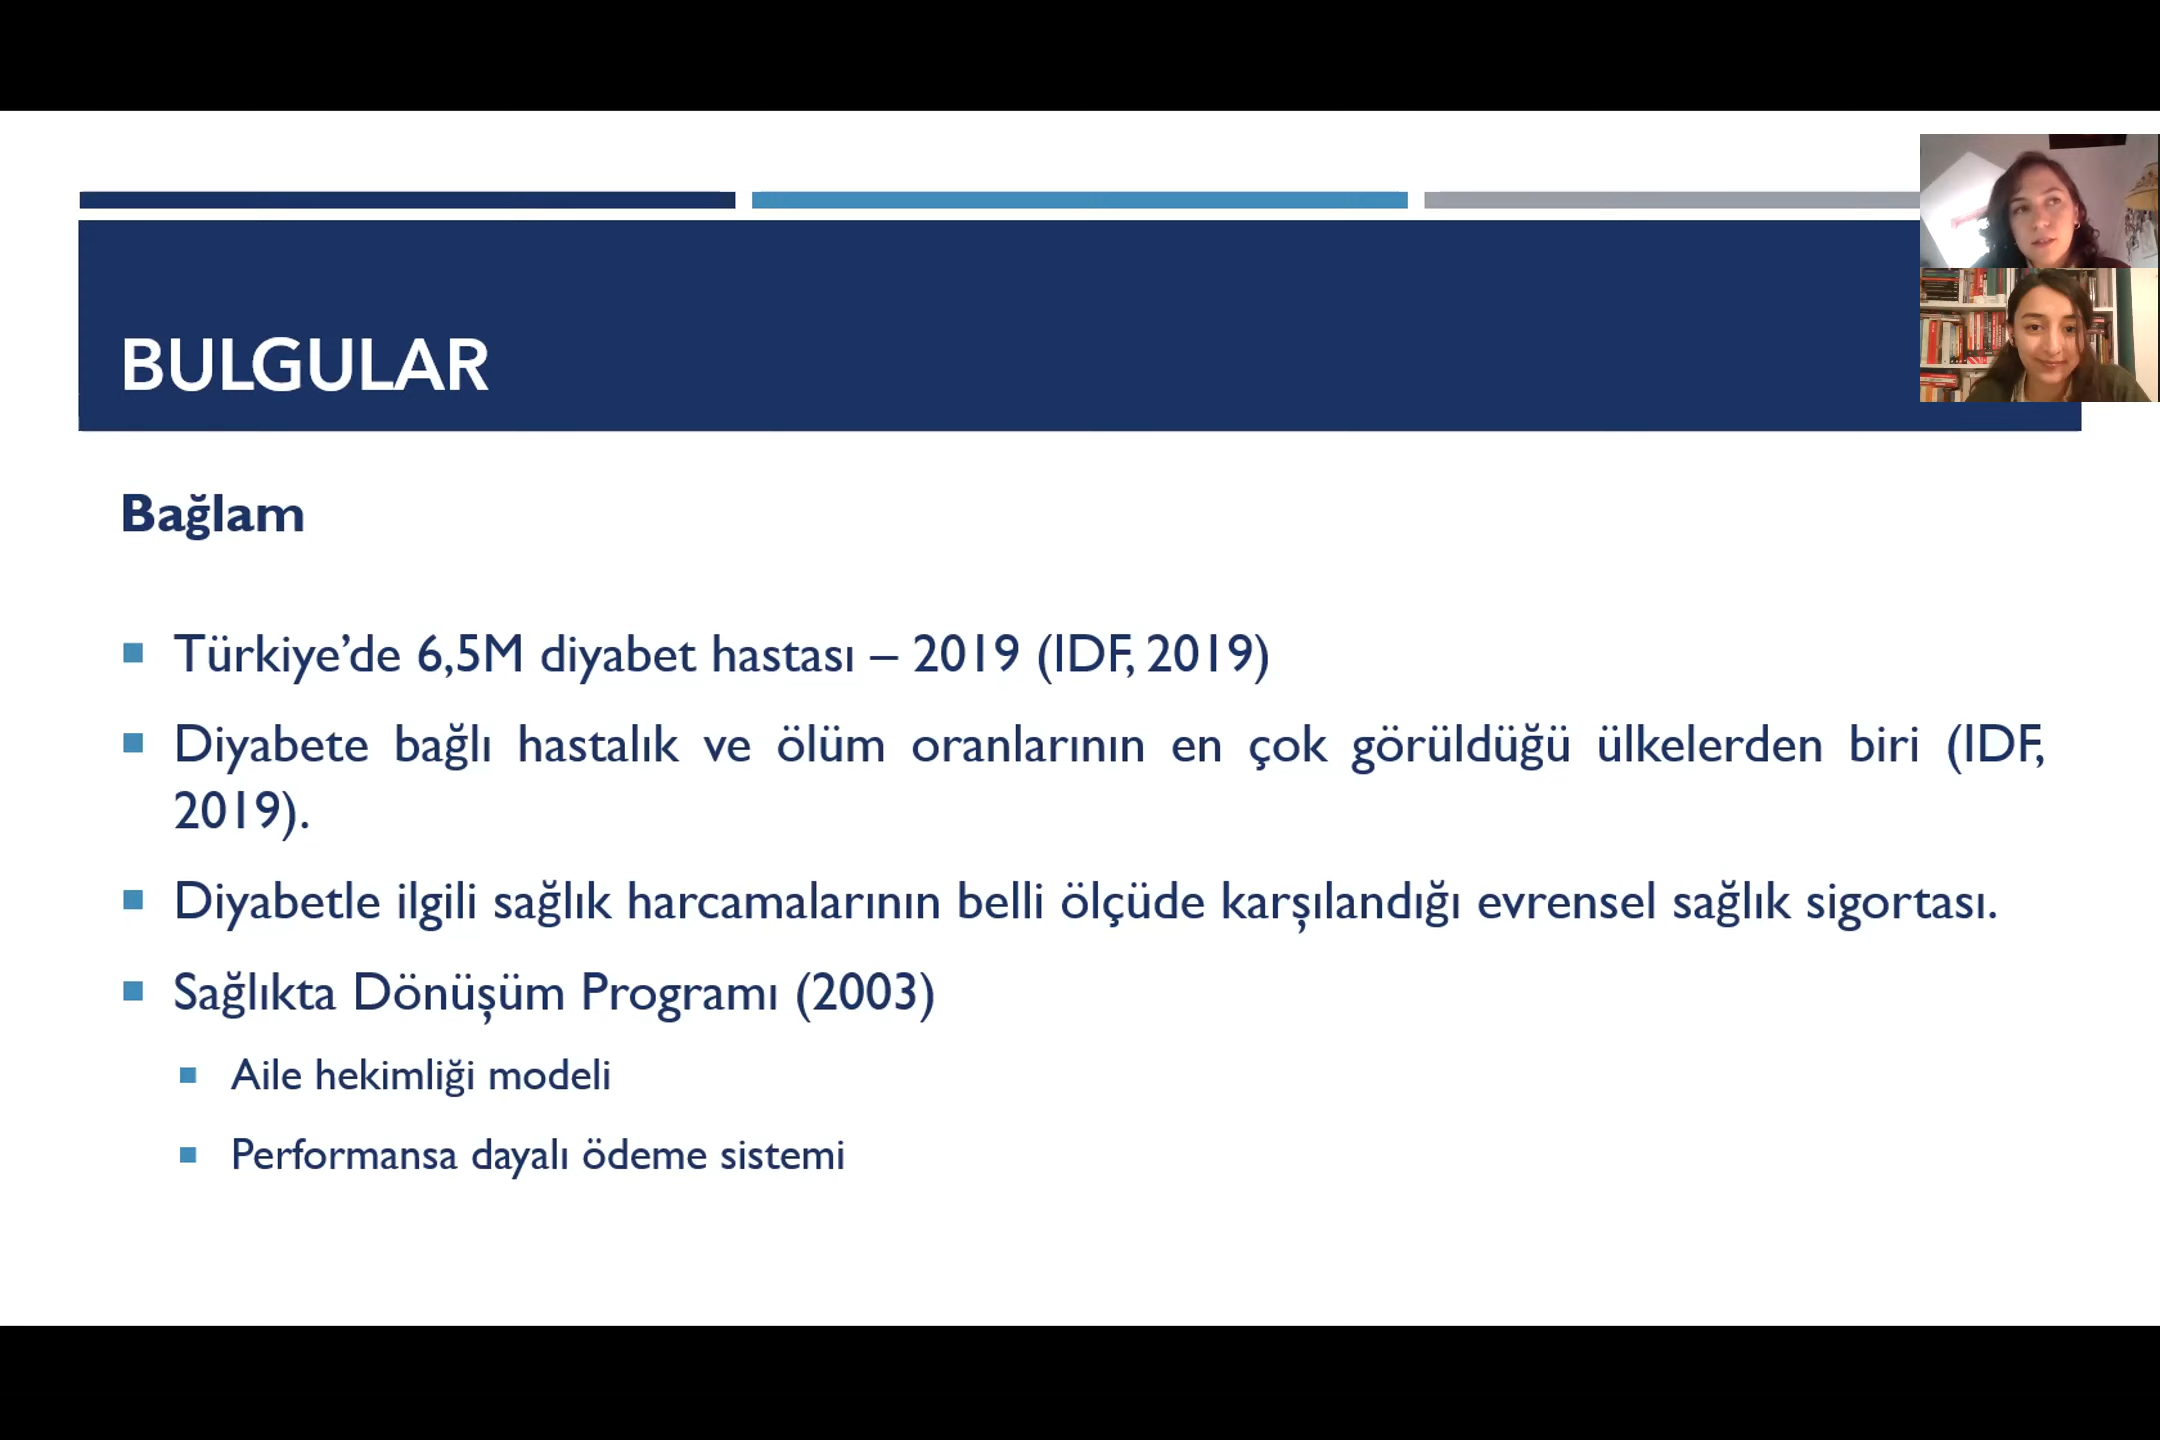 BULGULAR
Bağlam
Türkiye’de 6,5M diyabet hastası – 2019 (IDF, 2019)
Diyabete bağlı hastalık ve ölüm oranlarının en çok görüldüğü ülkelerden biri (IDF,
2019).
Diyabetle ilgili sağlık harcamalarının belli ölçüde karşılandığı evrensel sağlık sigortası.
Sağlıkta Dönüşüm Programı (2003)
Aile hekimliği modeli
Performansa dayalı ödeme sistemi